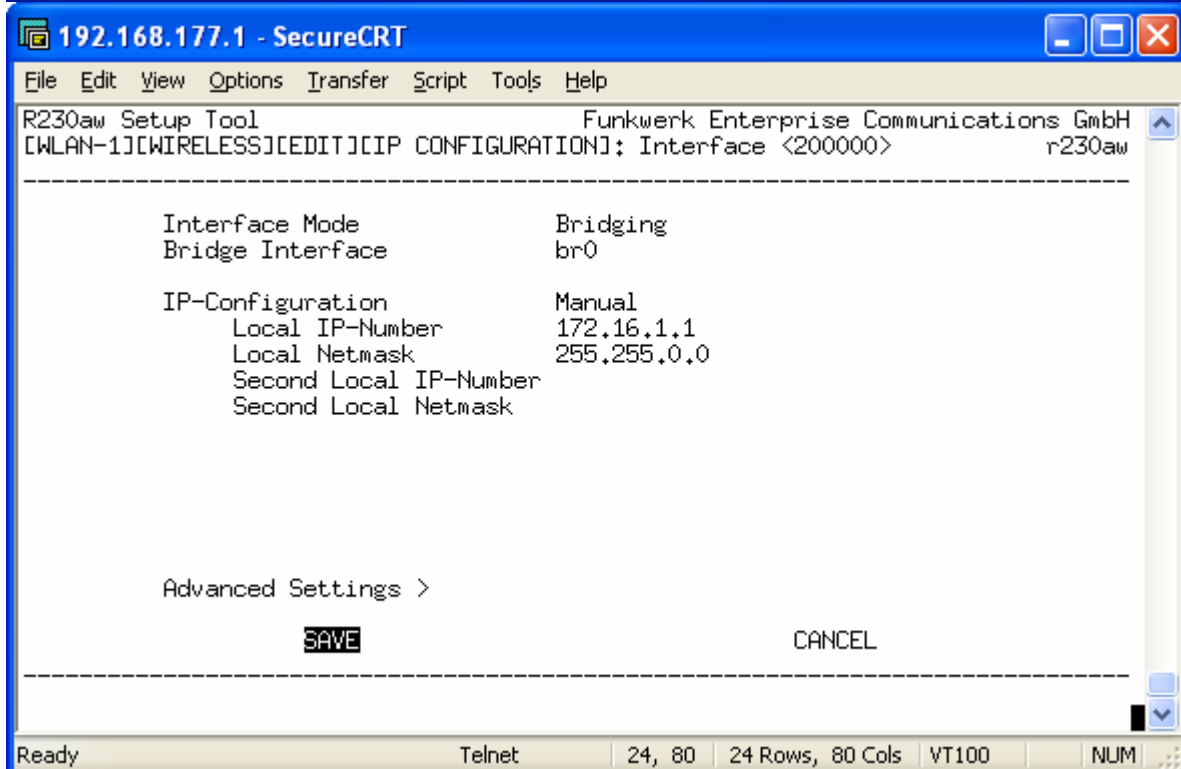 192.168.177.1 - SecureCRT
File Edit View Options Transfer Script Tools Help
R230aw Setup Tool Funkwerk Enterprise Communications GmbH
[WLAN-1][WIRELESS][EDIT][IP CONFIGURATION]: Interface <200000> r230aw
Interface Mode Bridging
Bridge Interface br0
IP-Configuration Manual
Local IP-Number 172.16.1.1
Local Netmask 255.255.0.0
Second Local IP-Number
Second Local Netmask
Advanced Settings >
SAVE CANCEL
Ready Telnet 24, 80 24 Rows, 80 Cols VT100 NUM